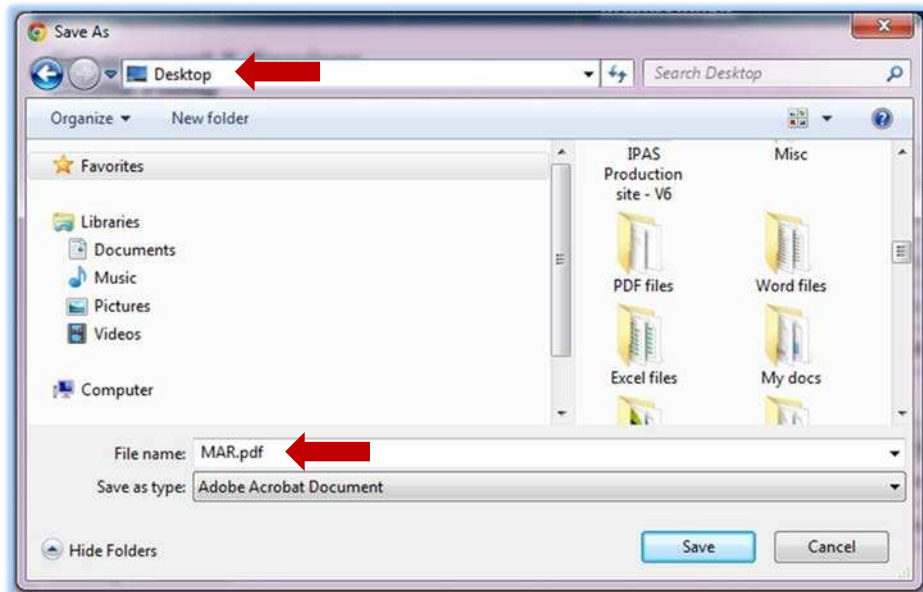 Save As
Desktop
Search Desktop
Organize
New folder
Favorites
Libraries
Documents
Music
Pictures
Videos
Computer
IPAS
Production
site - V6
Misc
PDF files
Word files
Excel files
My docs
File name: MAR.pdf
Save as type: Adobe Acrobat Document
Hide Folders
Save
Cancel